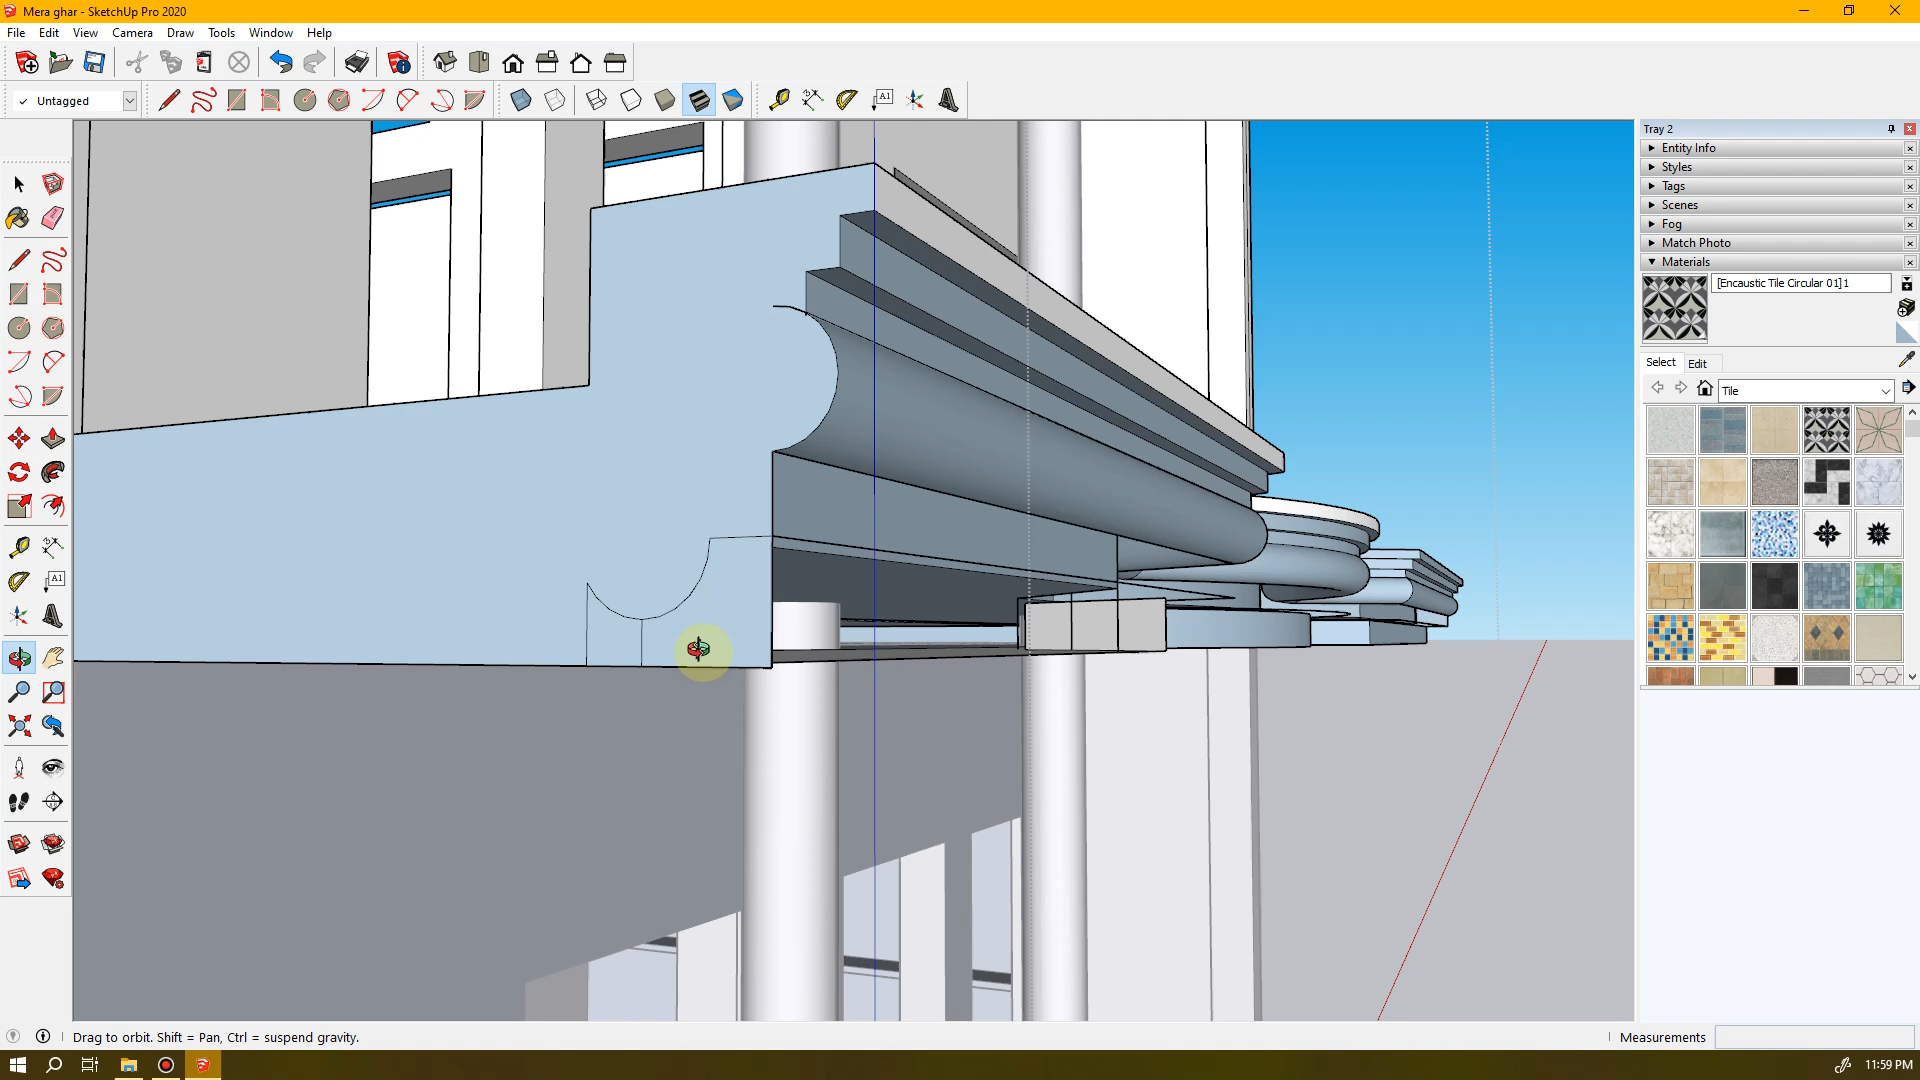 Mera ghar - SketchUp Pro 2020
File Edit View Camera Draw Tools Window Help
Untagged
A1
Tray 2
Entity Info
Styles
Tags
Scenes
Fog
Match Photo
Materials
[Encaustic Tile Circular 01]1
Select Edit
Tile
A1
Drag to orbit. Shift = Pan, Ctrl = suspend gravity.
Measurements
11:59 PM